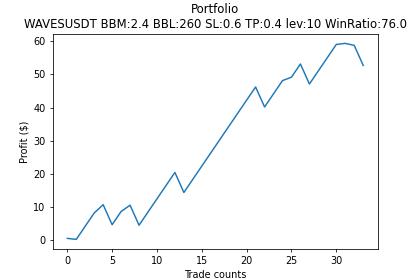 Portfolio
WAVESUSDT BBM:2.4 BBL:260 SL:0.6 TP:0.4 lev:10 WinRatio:76.0
60
50
40
30
20
10
0
Profit ($)
0 5 10 15 20 25 30
Trade counts